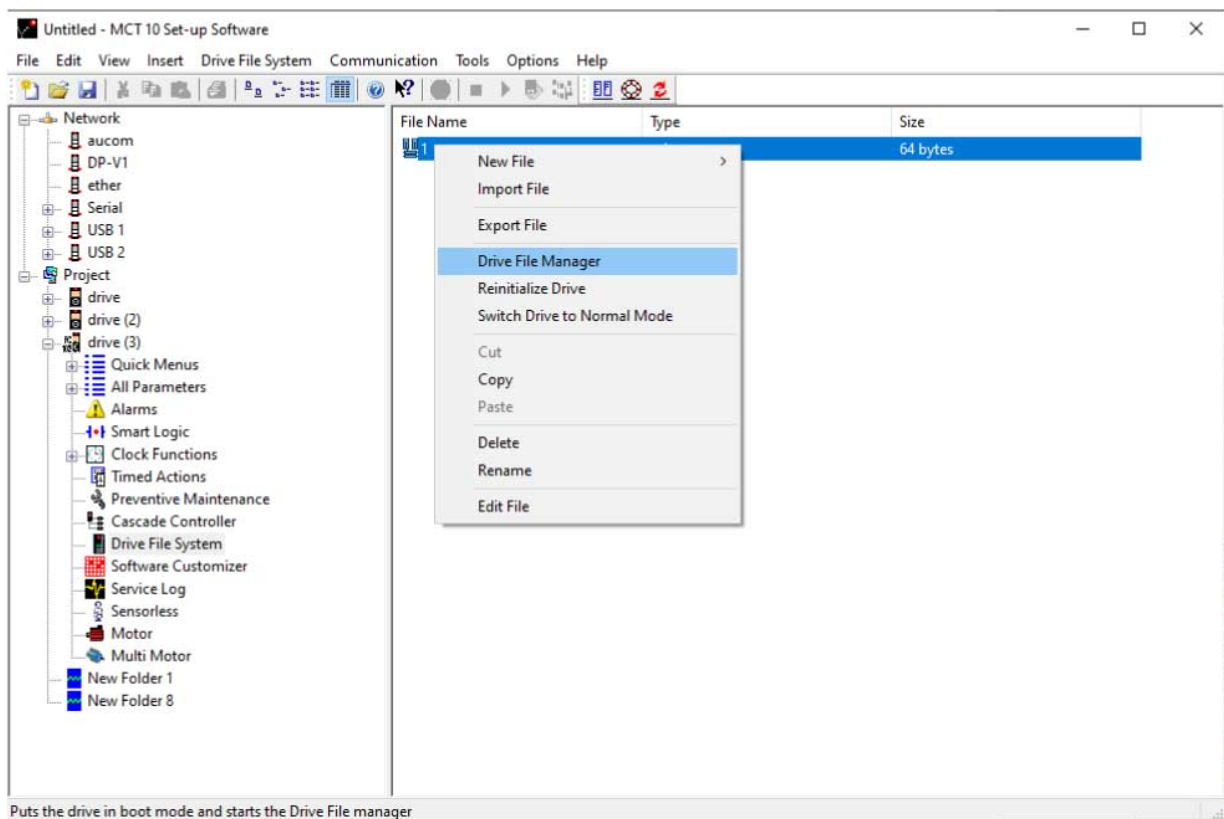 Untitled - MCT 10 Set-up Software
File Edit View Insert Drive File System Communication Tools Options Help
Network
aucom
DP-V1
ether
Serial
USB 1
USB 2
Project
drive
drive (2)
drive (3)
Quick Menus
All Parameters
Alarms
Smart Logic
Clock Functions
Timed Actions
Preventive Maintenance
Cascade Controller
Drive File System
Software Customizer
Service Log
Sensorless
Motor
Multi Motor
New Folder 1
New Folder 8
File Name Type Size
1 64 bytes
New File
Import File
Export File
Drive File Manager
Reinitialize Drive
Switch Drive to Normal Mode
Cut
Copy
Paste
Delete
Rename
Edit File
Puts the drive in boot mode and starts the Drive File manager